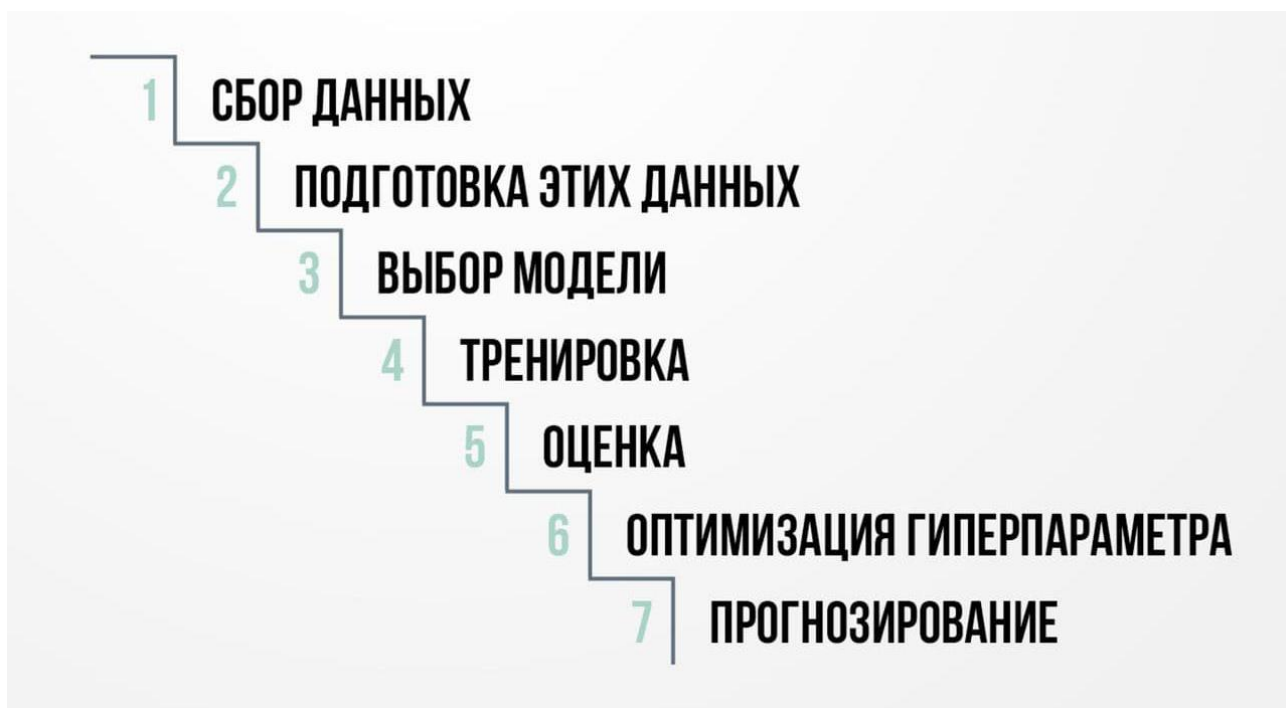 1 СБОР ДАННЫХ
2 ПОДГОТОВКА ЭТИХ ДАННЫХ
3 ВЫБОР МОДЕЛИ
4 ТРЕНИРОВКА
5 ОЦЕНКА
6 ОПТИМИЗАЦИЯ ГИПЕРПАРАМЕТРА
7 ПРОГНОЗИРОВАНИЕ